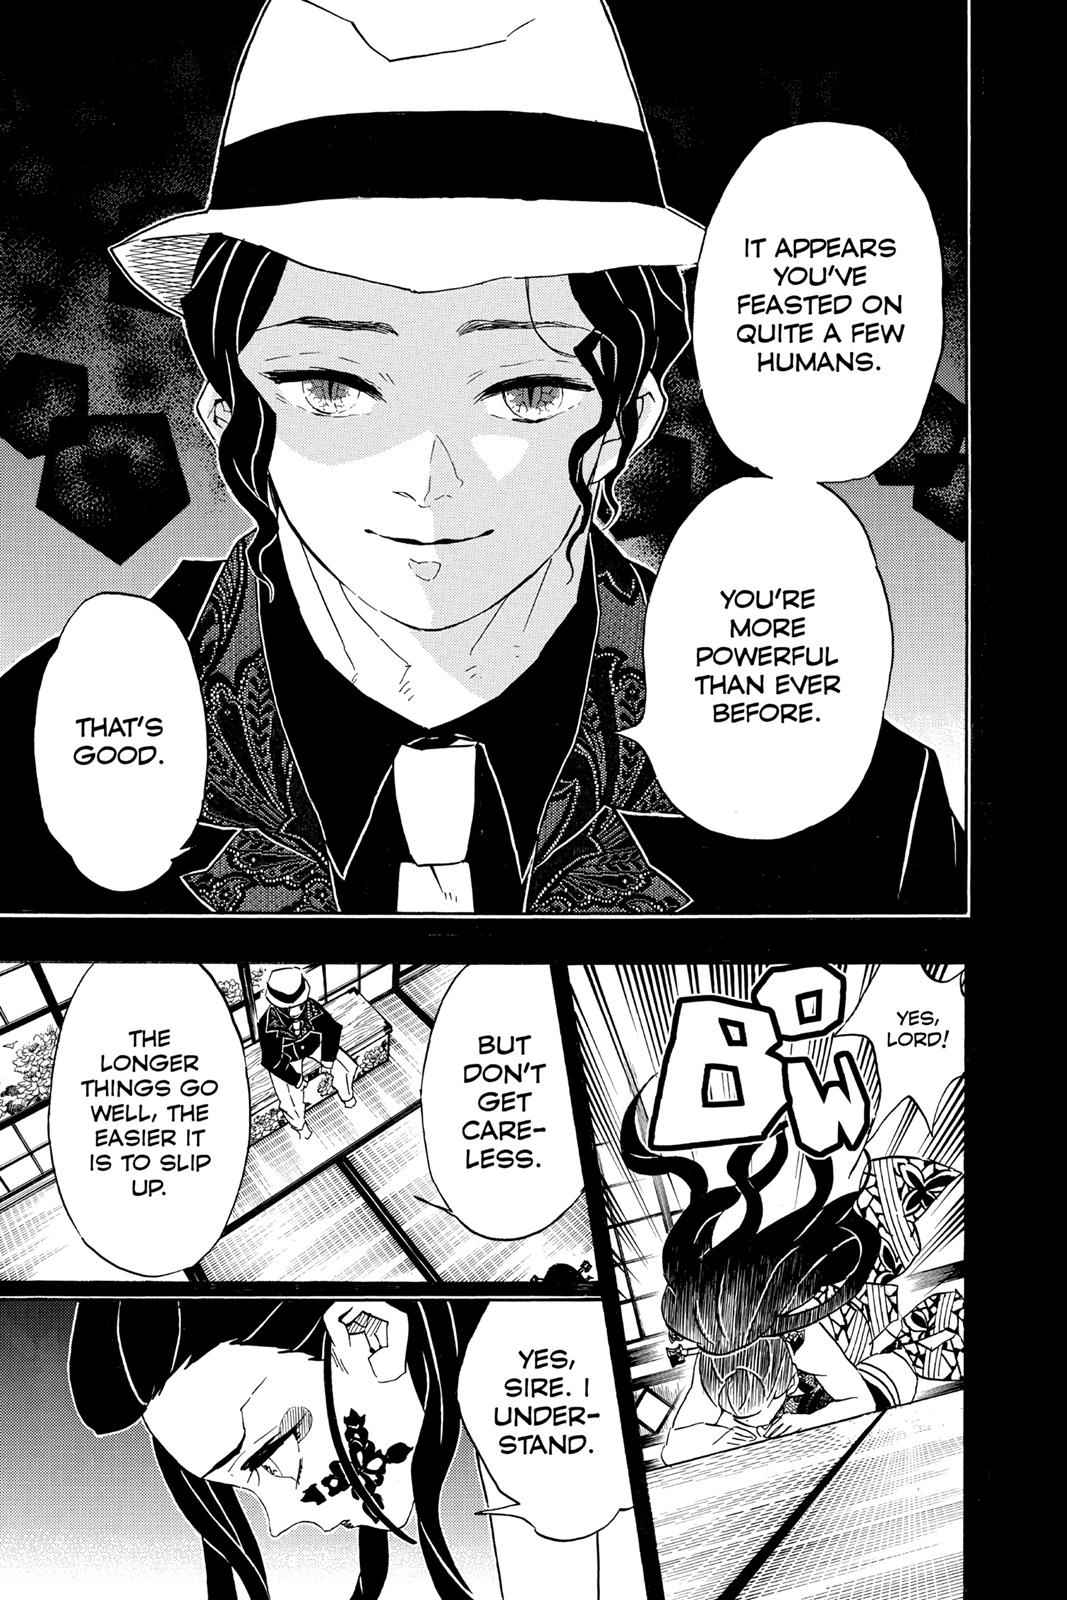 IT APPEARS
YOU'VE
FEASTED ON
QUITE A FEW
HUMANS.
YOU'RE
MORE
POWERFUL
THAN EVER
BEFORE.
THAT'S
GOOD.
YES,
LORD!
BOW
BUT
DON'T
GET
CARE-
LESS.
THE
LONGER
THINGS GO
WELL, THE
EASIER IT
IS TO SLIP
UP.
YES,
SIRE. I
UNDER-
STAND.